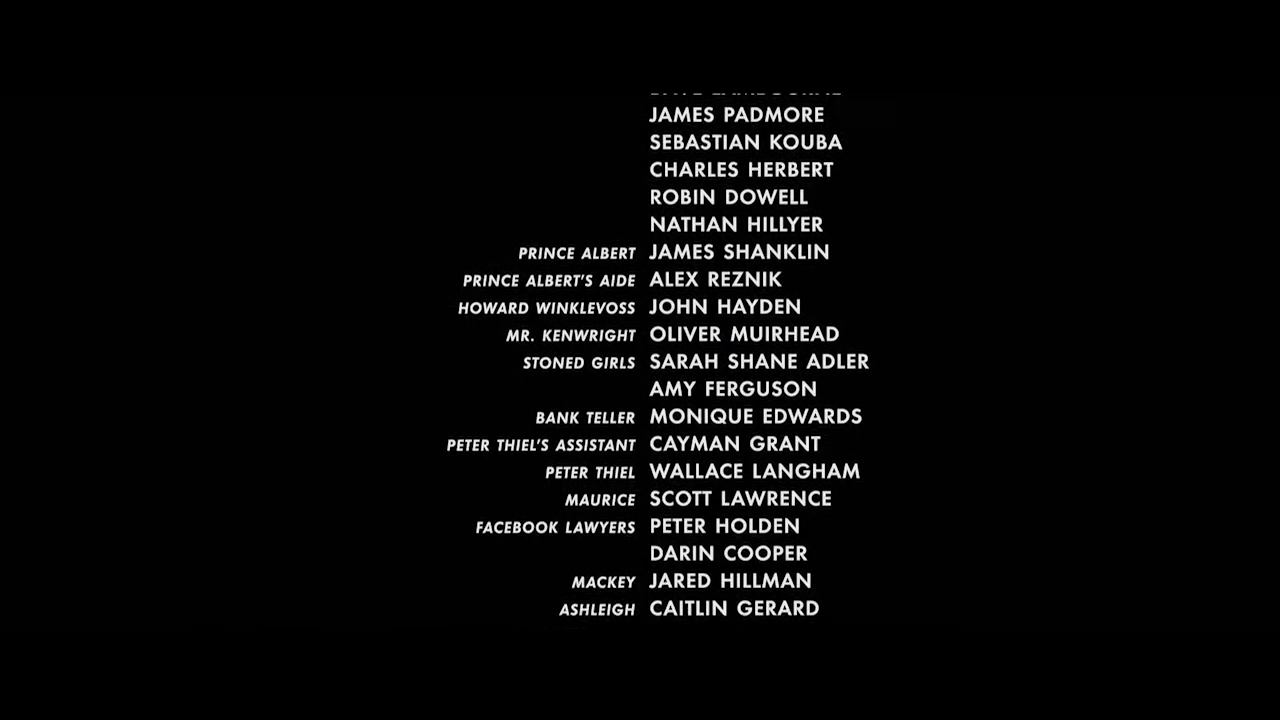 JAMES PADMORE
SEBASTIAN KOUBA
CHARLES HERBERT
ROBIN DOWELL
NATHAN HILLYER
PRINCE ALBERT JAMES SHANKLIN
PRINCE ALBERT'S AIDE ALEX REZNIK
HOWARD WINKLEVOSS JOHN HAYDEN
MR. KENWRIGHT OLIVER MUIRHEAD
STONED GIRLS SARAH SHANE ADLER
AMY FERGUSON
BANK TELLER MONIQUE EDWARDS
PETER THIEL'S ASSISTANT CAYMAN GRANT
PETER THIEL WALLACE LANGHAM
MAURICE SCOTT LAWRENCE
FACEBOOK LAWYERS PETER HOLDEN
DARIN COOPER
MACKEY JARED HILLMAN
ASHLEIGH CAITLIN GERARD